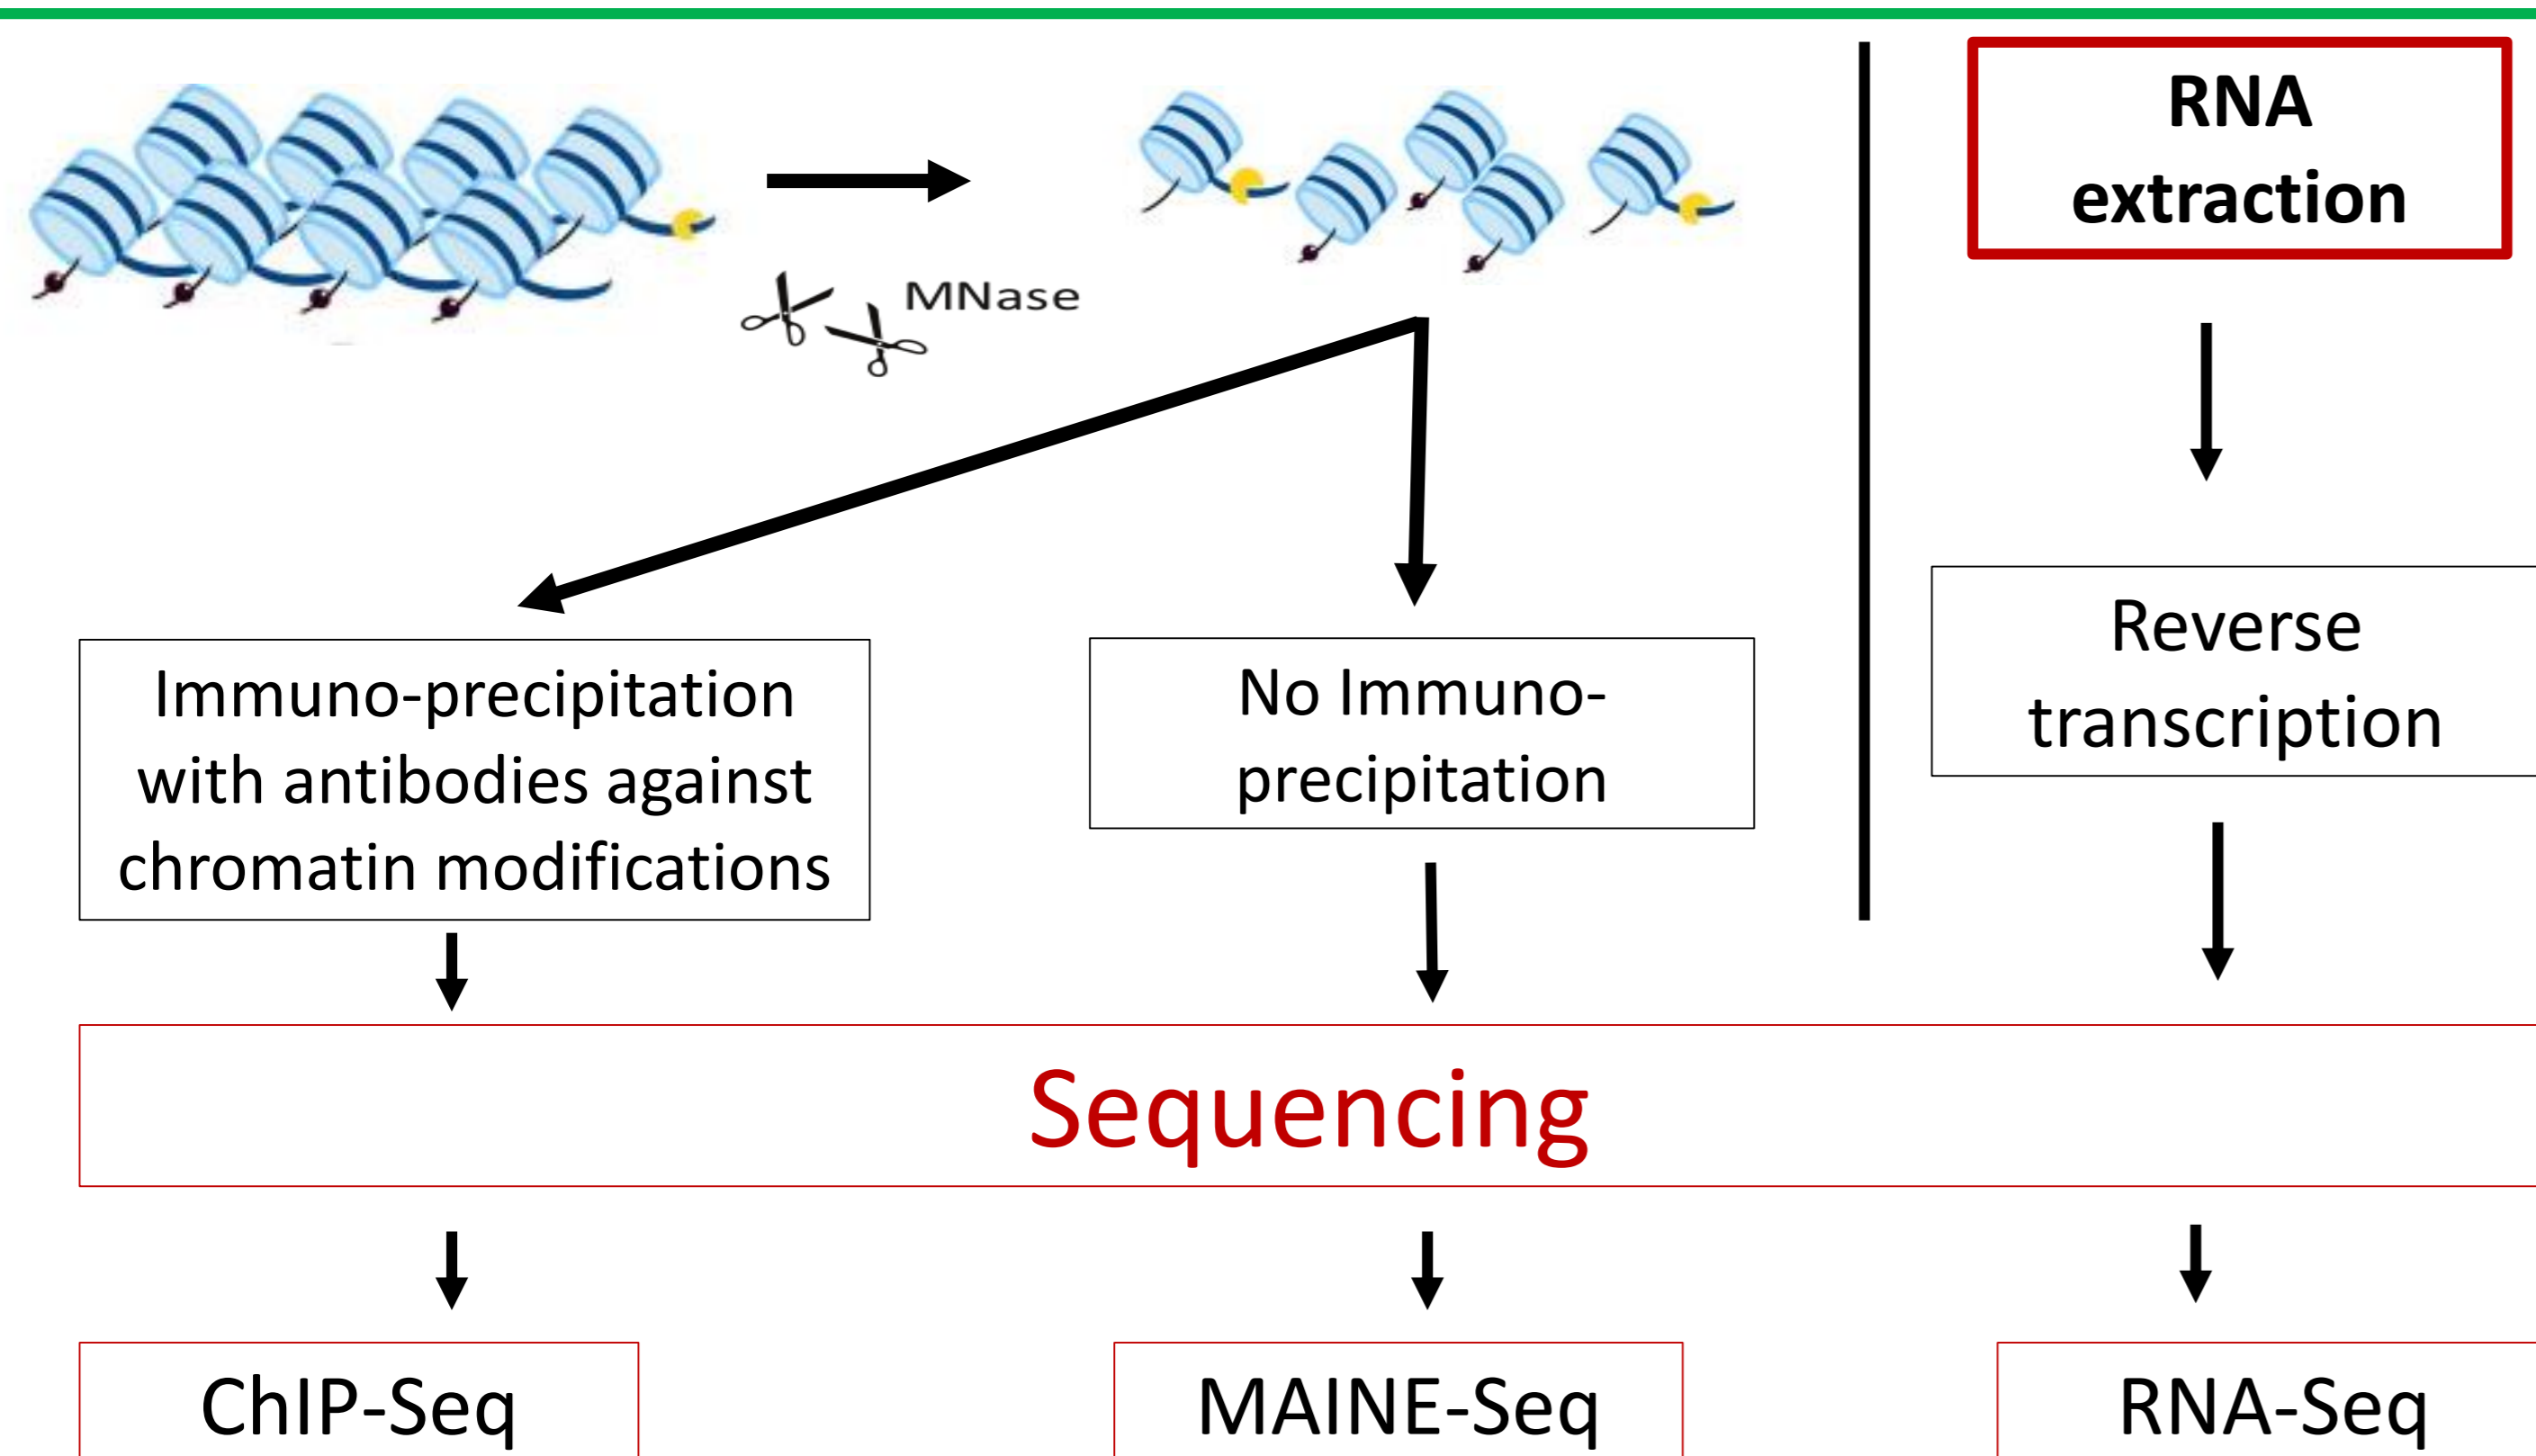 RNA
extraction
MNase
Immuno-precipitation
with antibodies against
chromatin modifications
No Immuno-
precipitation
Reverse
transcription
Sequencing
ChIP-Seq
MAINE-Seq
RNA-Seq